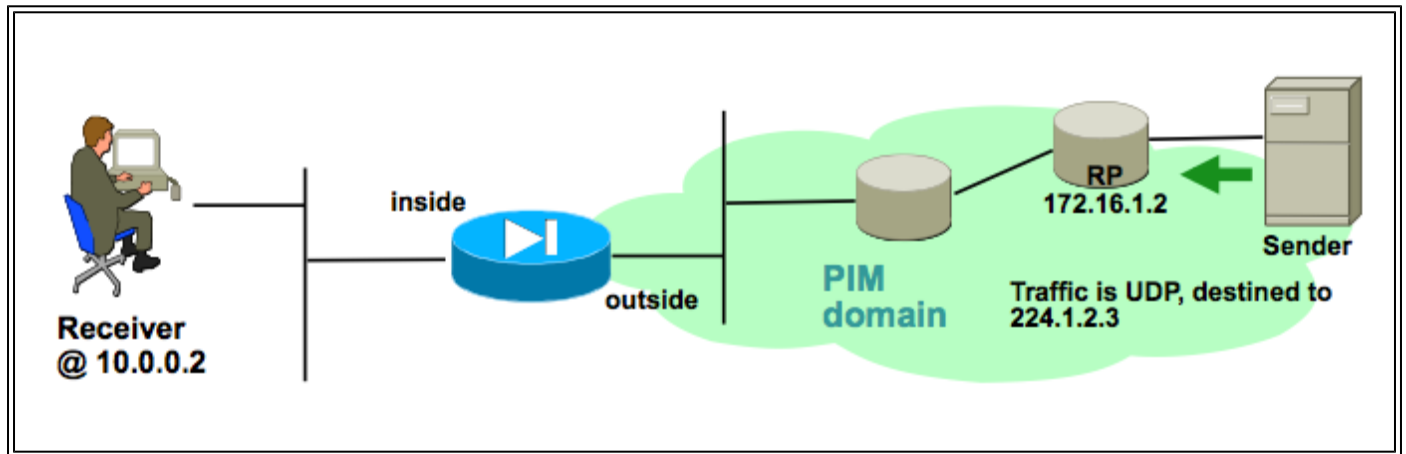 inside
outside
Receiver
@ 10.0.0.2
PIM
domain
RP
172.16.1.2
Sender
Traffic is UDP, destined to
224.1.2.3